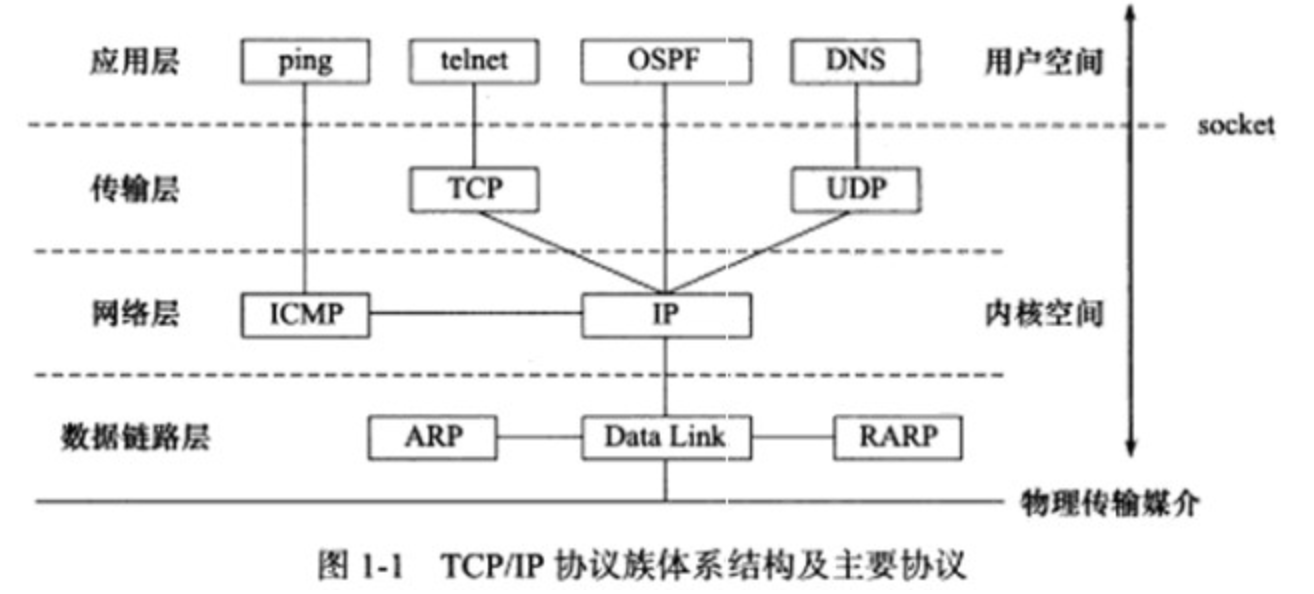 应用层 ping telnet OSPF DNS 用户空间
socket
传输层 TCP UDP
网络层 ICMP IP 内核空间
数据链路层 ARP Data Link RARP
物理传输媒介
图 1-1 TCP/IP 协议族体系结构及主要协议